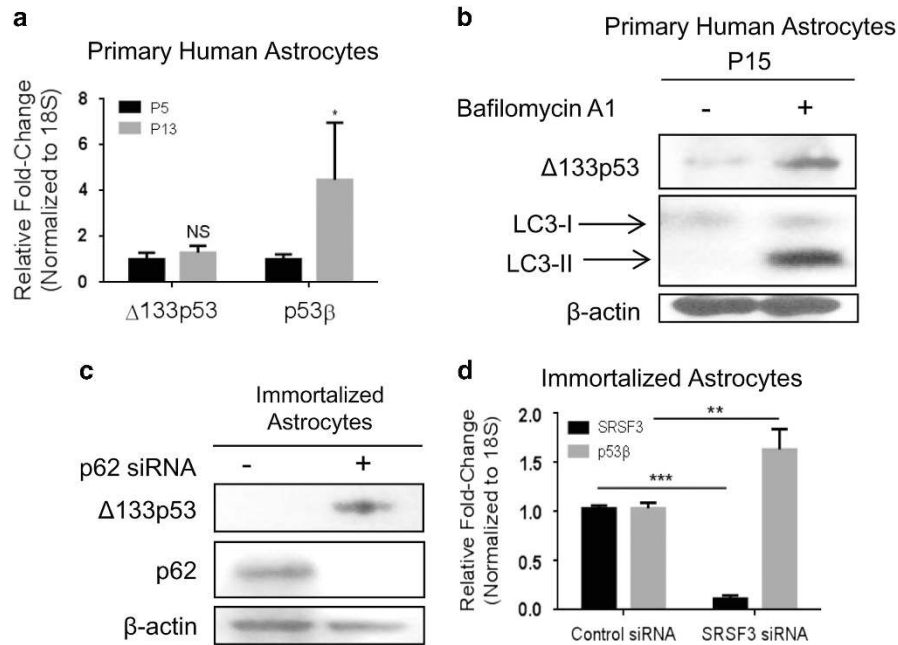 a
Primary Human Astrocytes
Relative Fold-Change
(Normalized to 18S)
8
6
4
2
0
P5
P13
NS
*
Δ133p53
p53β
b
Primary Human Astrocytes
P15
Bafilomycin A1 - +
Δ133p53
LC3-I
LC3-II
β-actin
c
Immortalized
Astrocytes
p62 siRNA - +
Δ133p53
p62
β-actin
d
Immortalized Astrocytes
Relative Fold-Change
(Normalized to 18S)
2.0
1.5
1.0
0.5
0.0
SRSF3
p53β
**
***
Control siRNA
SRSF3 siRNA